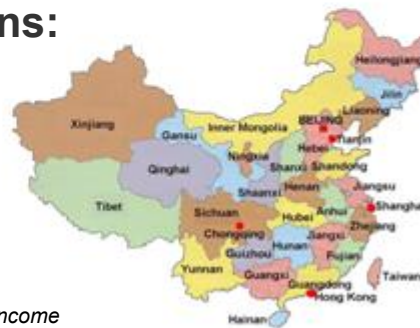 ns:
Heilongjiang
Jilin
Liaoning
Xinjiang
Inner Mongolia
BEIJING
Gansu
Tianjin
Hebei
Ningxia
Shanxi
Shandong
Qinghai
Shaanxi
Henan
Jiangsu
Tibet
Sichuan
Anhui
Shanghai
Hubei
Chongqing
Zhejiang
Hunan
Jiangxi
Guizhou
Fujian
Yunnan
Guangxi
Guangdong
Taiwan
Hong Kong
ncome
Hainan